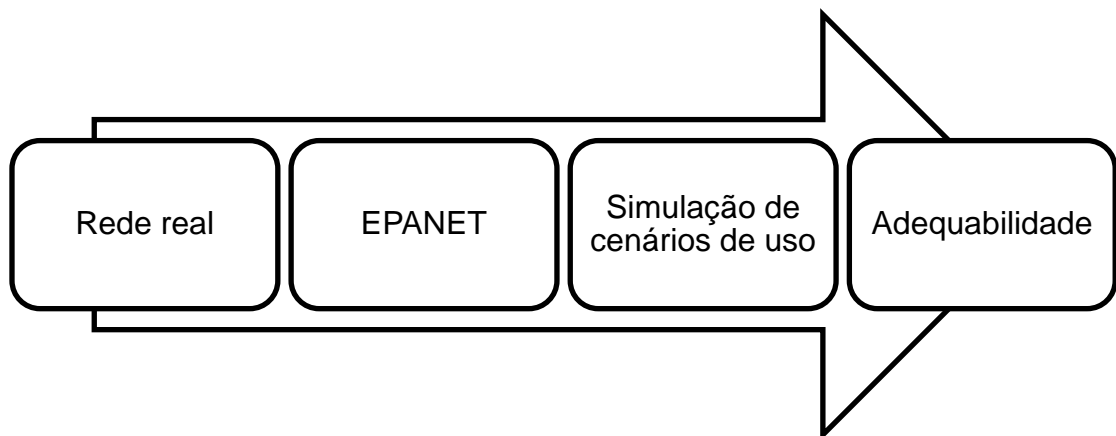 Rede real
EPANET
Simulação de
cenários de uso
Adequabilidade